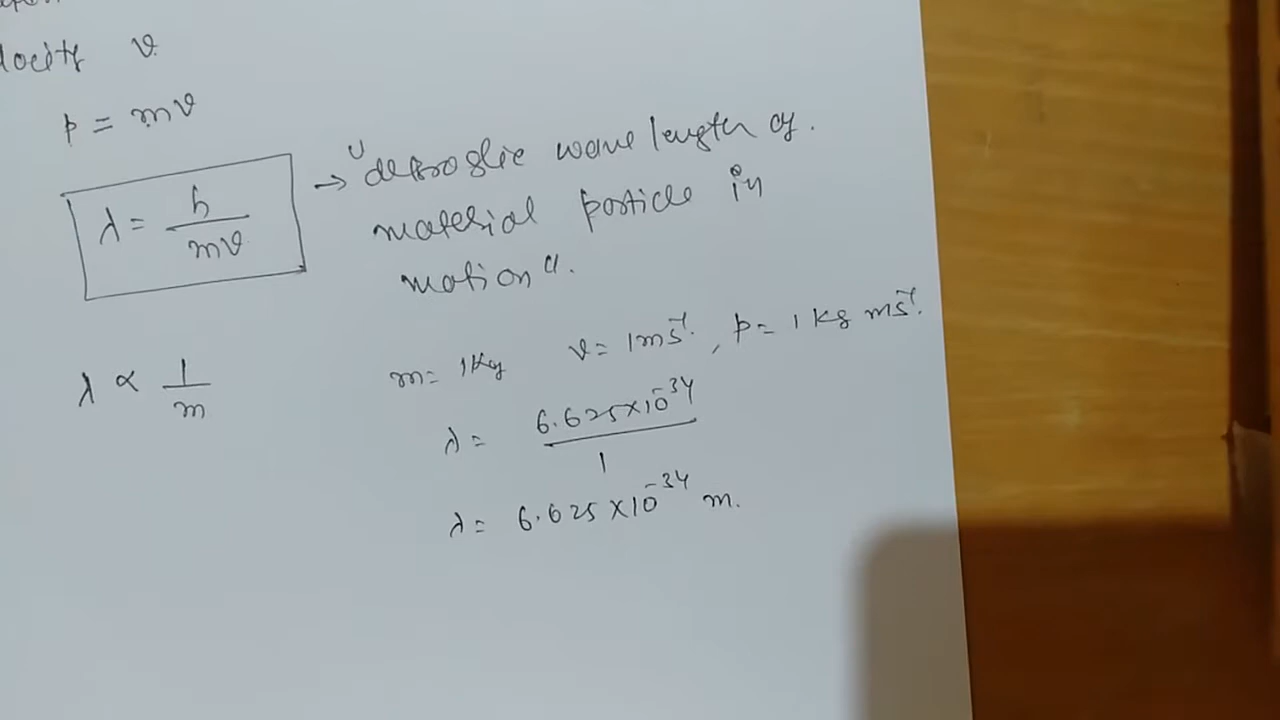 locity v
p = mv
λ = h/mv → "deBroglie wave length of.
material particle in
motion".
m= 1Kg v= 1ms⁻¹, p= 1 kg ms⁻¹.
λ ∝ 1/m
λ = 6.625×10⁻³⁴/1
λ= 6.625×10⁻³⁴ m.